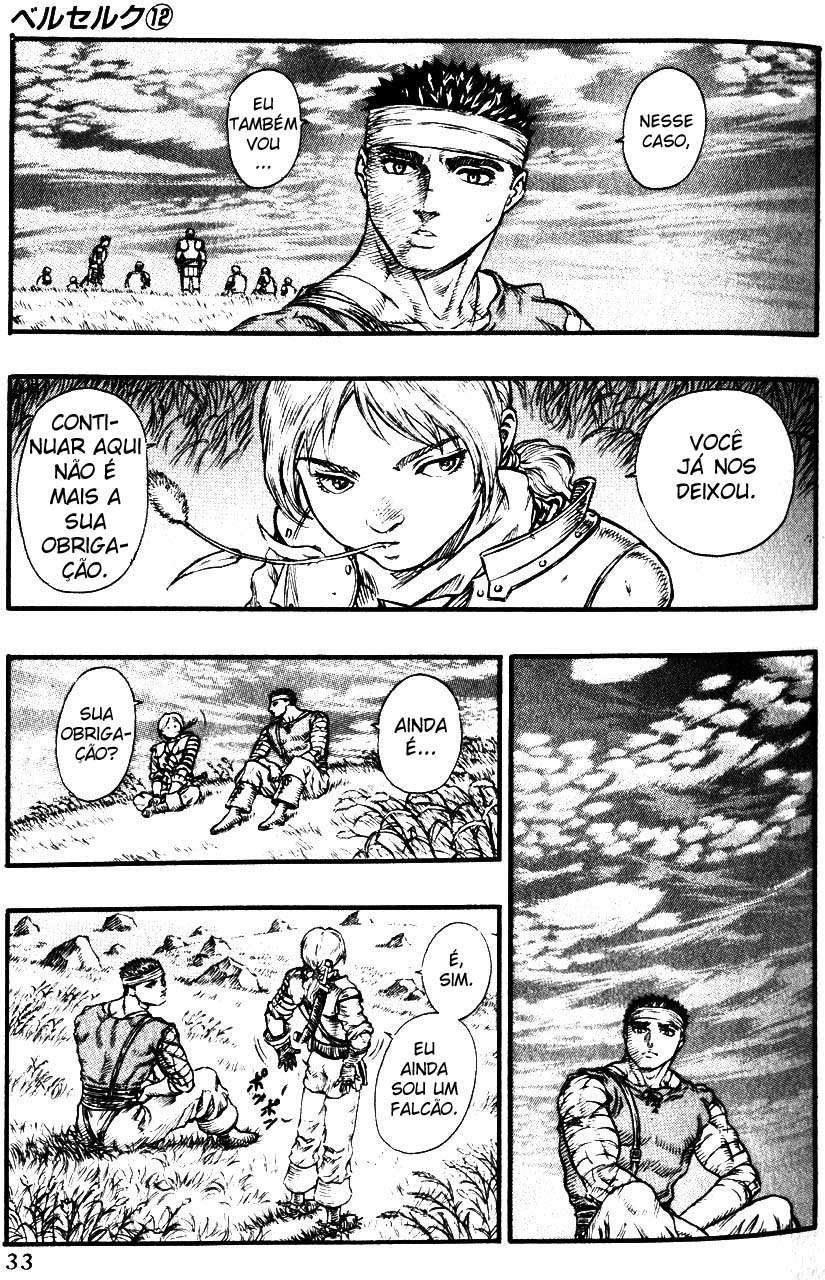 ベルセルク⑫
NESSE
CASO,
EU
TAMBÉM
VOU
...
VOCÊ
JÁ NOS
DEIXOU.
CONTI-
NUAR AQUI
NÃO É
MAIS A
SUA
OBRIGA-
ÇÃO.
AINDA
É...
SUA
OBRIGA-
ÇÃO?
É,
SIM.
EU
AINDA
SOU UM
FALCÃO.
33